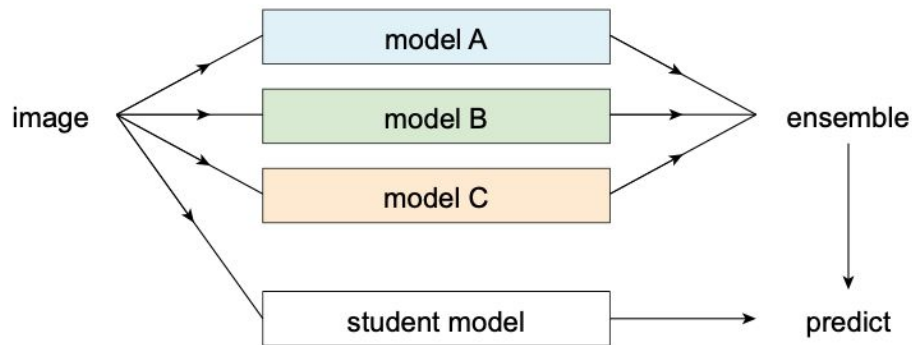 model A
image
model B
ensemble
model C
student model
predict